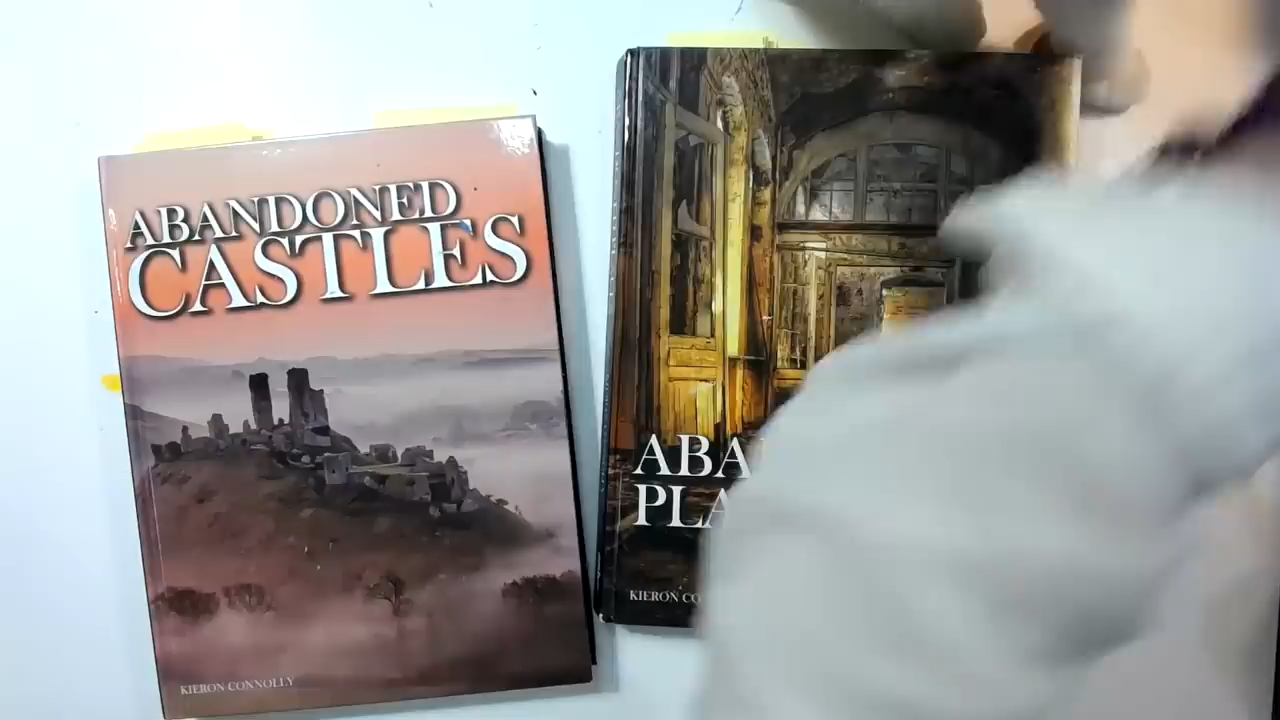 ABANDONED
CASTLES
KIERON CONNOLLY
ABA
PLA
KIERON CO